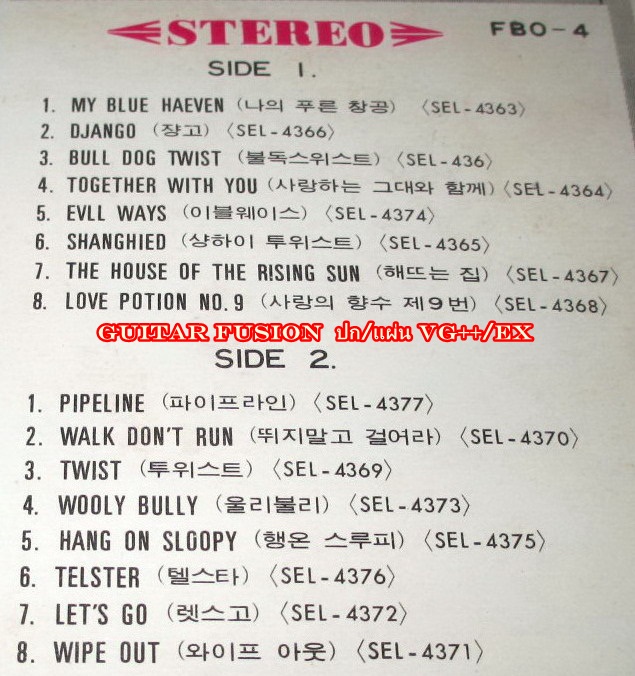 STEREO FBO-4
SIDE 1.
1. MY BLUE HAEVEN (나의 푸른 창공) 〈SEL-4363〉
2. DJANGO (쟝고) 〈SEL-4366〉
3. BULL DOG TWIST (불독스위스트) 〈SEL-436〉
4. TOGETHER WITH YOU (사랑하는 그대와 함께) 〈SEL-4364〉
5. EVLL WAYS (이블웨이스) 〈SEL-4374〉
6. SHANGHIED (샹하이 투위스트) 〈SEL-4365〉
7. THE HOUSE OF THE RISING SUN (해뜨는 집) 〈SEL-4367〉
8. LOVE POTION NO.9 (사랑의 향수 제9번) 〈SEL-4368〉
GUITAR FUSION ปก/แผ่น VG++/EX
SIDE 2.
1. PIPELINE (파이프라인) 〈SEL-4377〉
2. WALK DON'T RUN (뛰지말고 걸어라) 〈SEL-4370〉
3. TWIST (투위스트) 〈SEL-4369〉
4. WOOLY BULLY (울리불리) 〈SEL-4373〉
5. HANG ON SLOOPY (행온 스루피) 〈SEL-4375〉
6. TELSTER (텔스타) 〈SEL-4376〉
7. LET'S GO (렛스고) 〈SEL-4372〉
8. WIPE OUT (와이프 아웃) 〈SEL-4371〉